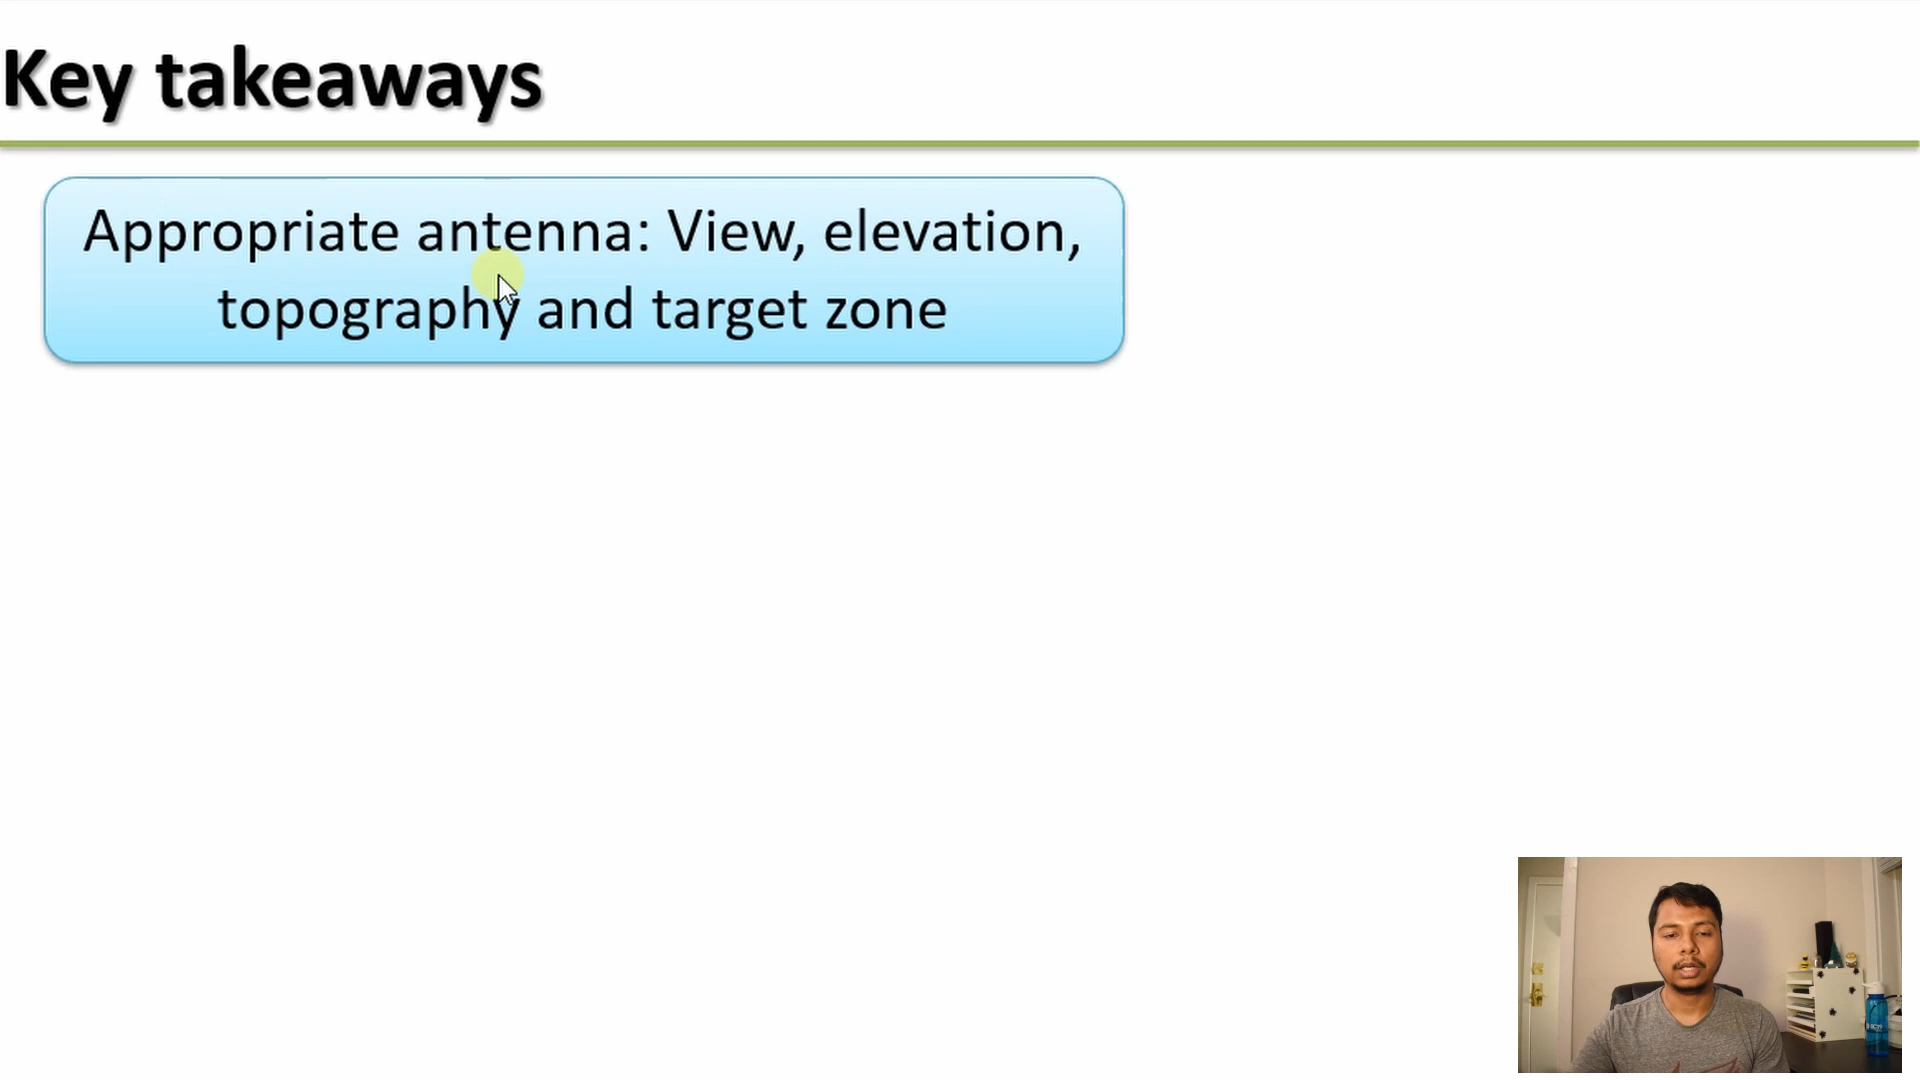 Key takeaways
Appropriate antenna: View, elevation,
topography and target zone